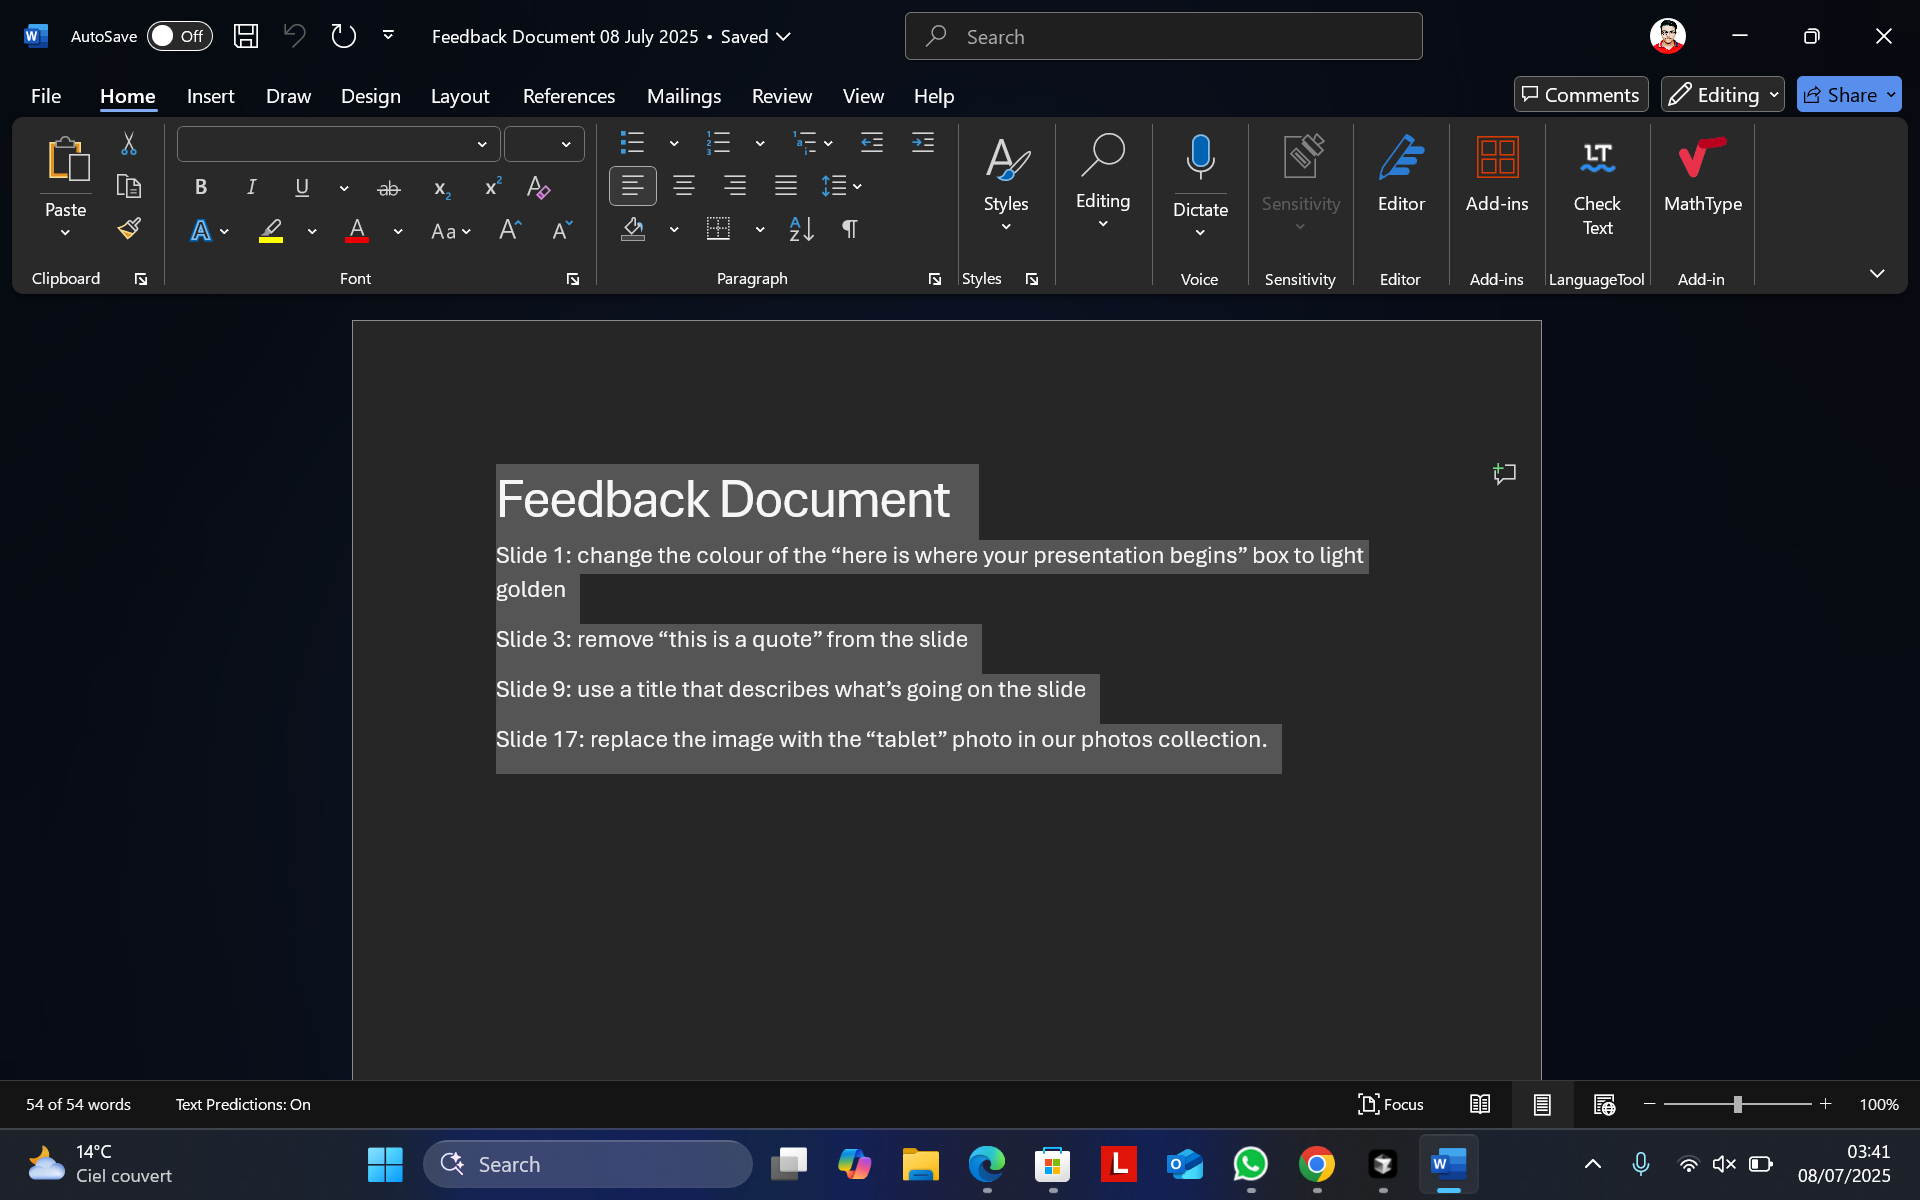 AutoSave Off Feedback Document 08 July 2025 • Saved Search
File Home Insert Draw Design Layout References Mailings Review View Help Comments Editing Share
Paste
Clipboard
B I U ab x₂ x² A
A A Aa A A
Font
Paragraph
Styles
Styles
Editing
Dictate
Voice
Sensitivity
Sensitivity
Editor
Editor
Add-ins
Add-ins
LT
Check
Text
LanguageTool
MathType
Add-in
Feedback Document
Slide 1: change the colour of the “here is where your presentation begins” box to light
golden
Slide 3: remove “this is a quote” from the slide
Slide 9: use a title that describes what’s going on the slide
Slide 17: replace the image with the “tablet” photo in our photos collection.
54 of 54 words Text Predictions: On Focus 100%
14°C
Ciel couvert
Search
03:41
08/07/2025